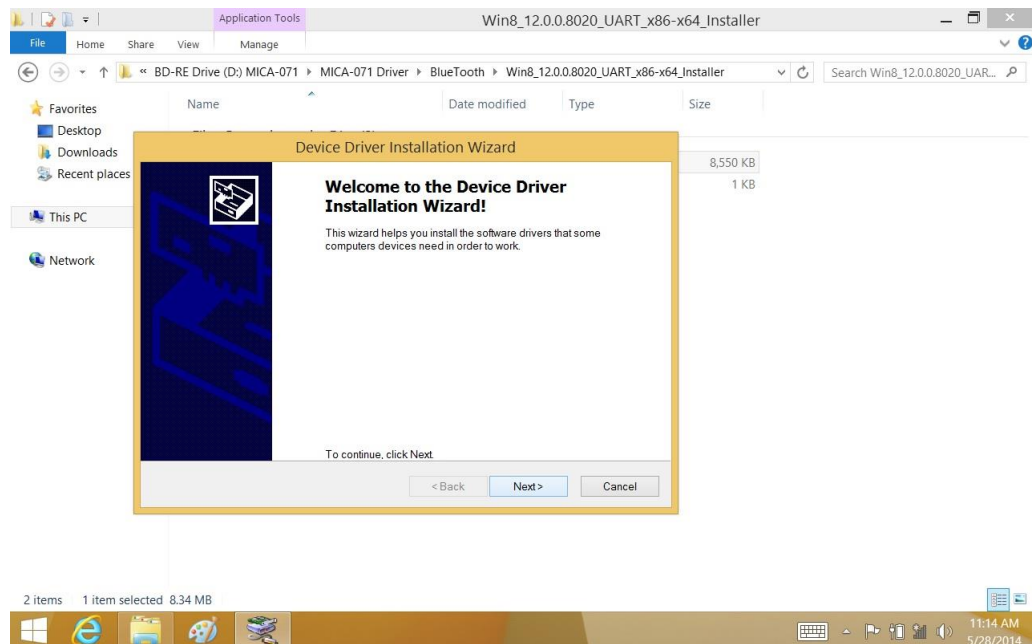 Application Tools
Win8_12.0.0.8020_UART_x86-x64_Installer
File Home Share View Manage
« BD-RE Drive (D:) MICA-071 MICA-071 Driver BlueTooth Win8_12.0.0.8020_UART_x86-x64_Installer
Search Win8_12.0.0.8020_UAR...
Name Date modified Type Size
Favorites
Desktop
Downloads
Recent places
This PC
Network
8,550 KB
1 KB
Device Driver Installation Wizard
Welcome to the Device Driver
Installation Wizard!
This wizard helps you install the software drivers that some
computers devices need in order to work.
To continue, click Next.
< Back Next > Cancel
2 items 1 item selected 8.34 MB
11:14 AM
5/28/2014